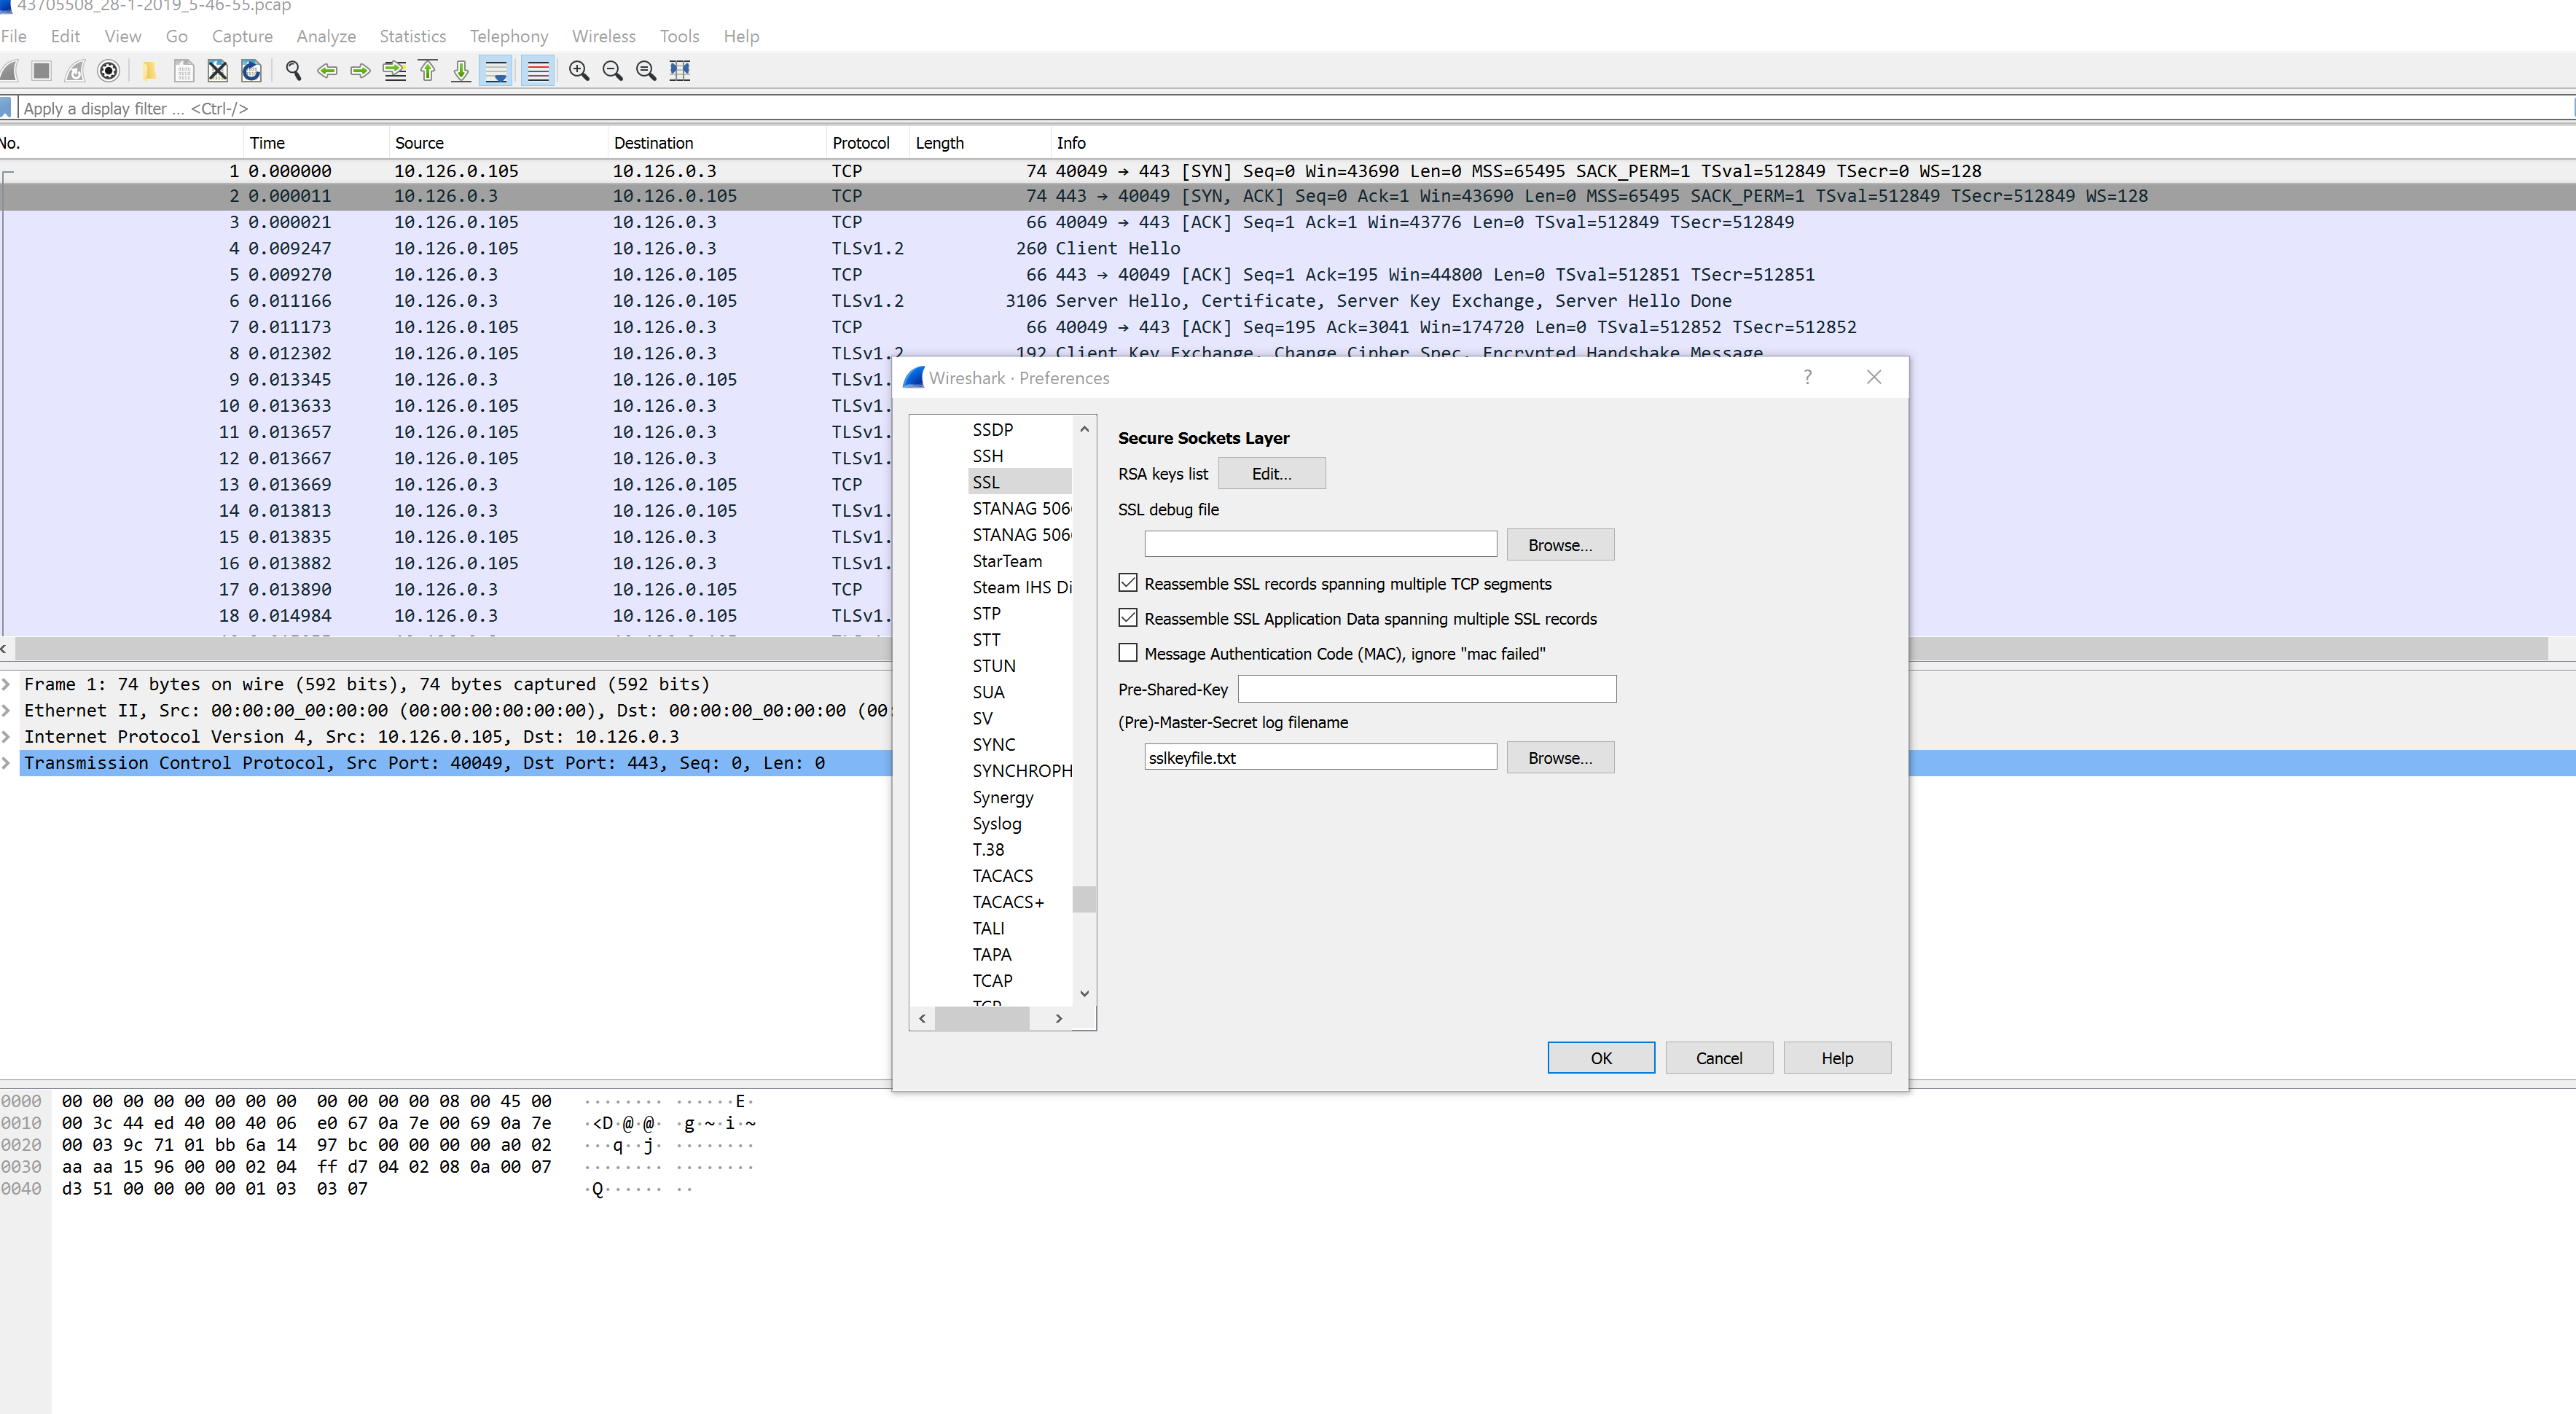 43705508_28-1-2019_5-46-55.pcap
File Edit View Go Capture Analyze Statistics Telephony Wireless Tools Help
Apply a display filter ... <Ctrl-/>
No. Time Source Destination Protocol Length Info
1 0.000000 10.126.0.105 10.126.0.3 TCP 74 40049 → 443 [SYN] Seq=0 Win=43690 Len=0 MSS=65495 SACK_PERM=1 TSval=512849 TSecr=0 WS=128
2 0.000011 10.126.0.3 10.126.0.105 TCP 74 443 → 40049 [SYN, ACK] Seq=0 Ack=1 Win=43690 Len=0 MSS=65495 SACK_PERM=1 TSval=512849 TSecr=512849 WS=128
3 0.000021 10.126.0.105 10.126.0.3 TCP 66 40049 → 443 [ACK] Seq=1 Ack=1 Win=43776 Len=0 TSval=512849 TSecr=512849
4 0.009247 10.126.0.105 10.126.0.3 TLSv1.2 260 Client Hello
5 0.009270 10.126.0.3 10.126.0.105 TCP 66 443 → 40049 [ACK] Seq=1 Ack=195 Win=44800 Len=0 TSval=512851 TSecr=512851
6 0.011166 10.126.0.3 10.126.0.105 TLSv1.2 3106 Server Hello, Certificate, Server Key Exchange, Server Hello Done
7 0.011173 10.126.0.105 10.126.0.3 TCP 66 40049 → 443 [ACK] Seq=195 Ack=3041 Win=174720 Len=0 TSval=512852 TSecr=512852
8 0.012302 10.126.0.105 10.126.0.3 TLSv1.2 192 Client Key Exchange, Change Cipher Spec, Encrypted Handshake Message
9 0.013345 10.126.0.3 10.126.0.105 TLSv1.
10 0.013633 10.126.0.105 10.126.0.3 TLSv1.
11 0.013657 10.126.0.105 10.126.0.3 TLSv1.
12 0.013667 10.126.0.105 10.126.0.3 TLSv1.
13 0.013669 10.126.0.3 10.126.0.105 TCP
14 0.013813 10.126.0.3 10.126.0.105 TLSv1.
15 0.013835 10.126.0.105 10.126.0.3 TLSv1.
16 0.013882 10.126.0.105 10.126.0.3 TLSv1.
17 0.013890 10.126.0.3 10.126.0.105 TCP
18 0.014984 10.126.0.3 10.126.0.105 TLSv1.
Frame 1: 74 bytes on wire (592 bits), 74 bytes captured (592 bits)
Ethernet II, Src: 00:00:00_00:00:00 (00:00:00:00:00:00), Dst: 00:00:00_00:00:00 (00:
Internet Protocol Version 4, Src: 10.126.0.105, Dst: 10.126.0.3
Transmission Control Protocol, Src Port: 40049, Dst Port: 443, Seq: 0, Len: 0
Wireshark · Preferences
SSDP
SSH
SSL
STANAG 506
STANAG 506
StarTeam
Steam IHS Di
STP
STT
STUN
SUA
SV
SYNC
SYNCHROPH
Synergy
Syslog
T.38
TACACS
TACACS+
TALI
TAPA
TCAP
TCP
Secure Sockets Layer
RSA keys list Edit...
SSL debug file
Browse...
Reassemble SSL records spanning multiple TCP segments
Reassemble SSL Application Data spanning multiple SSL records
Message Authentication Code (MAC), ignore "mac failed"
Pre-Shared-Key
(Pre)-Master-Secret log filename
sslkeyfile.txt Browse...
OK Cancel Help
0000 00 00 00 00 00 00 00 00 00 00 00 00 08 00 45 00 ········ ······E·
0010 00 3c 44 ed 40 00 40 06 e0 67 0a 7e 00 69 0a 7e ·<D·@·@· ·g·~·i·~
0020 00 03 9c 71 01 bb 6a 14 97 bc 00 00 00 00 a0 02 ···q··j· ········
0030 aa aa 15 96 00 00 02 04 ff d7 04 02 08 0a 00 07 ········ ········
0040 d3 51 00 00 00 00 01 03 03 07 ·Q······ ··